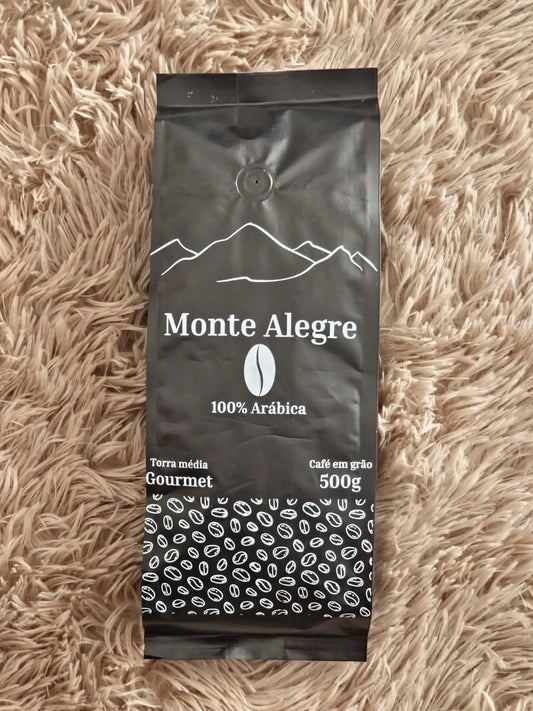 Monte Alegre
100% Arábica
Torra média
Gourmet
Café em grão
500g